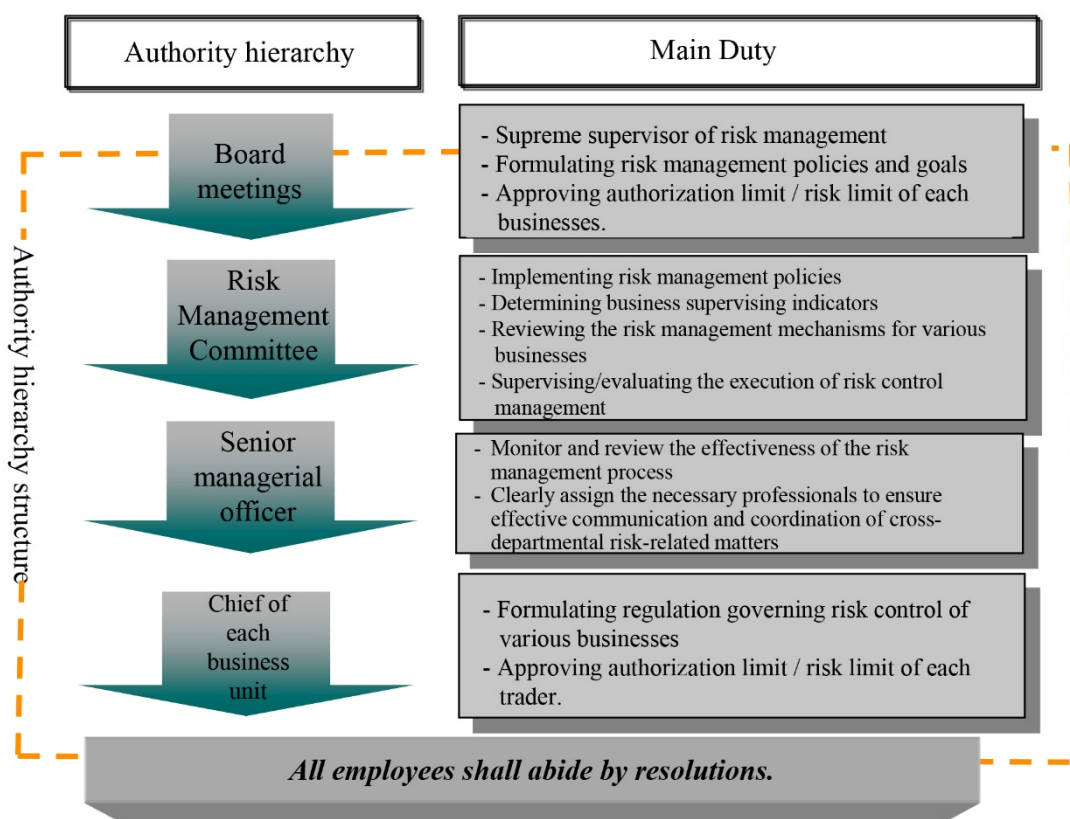 Authority hierarchy
Main Duty
Authority hierarchy structure
Board
meetings
- Supreme supervisor of risk management
- Formulating risk management policies and goals
- Approving authorization limit / risk limit of each
businesses.
Risk
Management
Committee
- Implementing risk management policies
- Determining business supervising indicators
- Reviewing the risk management mechanisms for various
businesses
- Supervising/evaluating the execution of risk control
management
Senior
managerial
officer
- Monitor and review the effectiveness of the risk
management process
- Clearly assign the necessary professionals to ensure
effective communication and coordination of cross-
departmental risk-related matters
Chief of
each
business
unit
- Formulating regulation governing risk control of
various businesses
- Approving authorization limit / risk limit of each
trader.
All employees shall abide by resolutions.